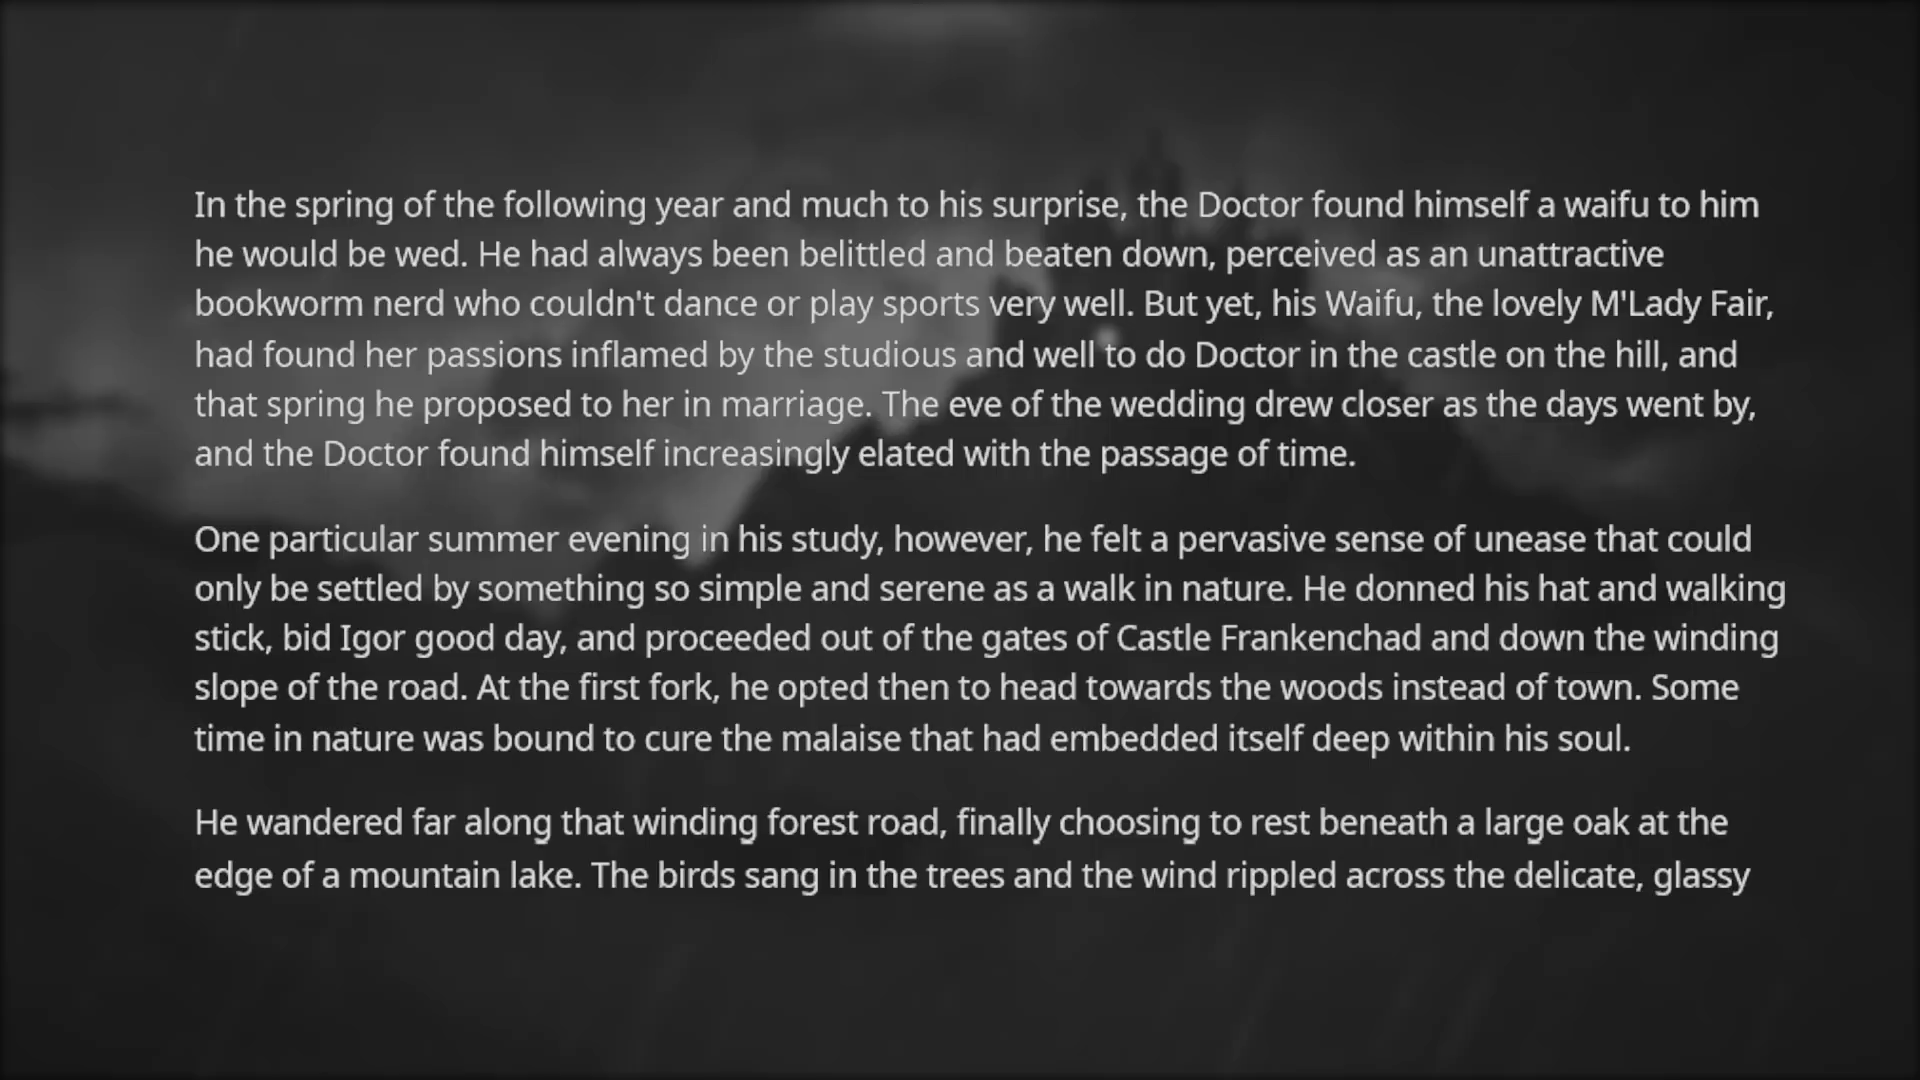 In the spring of the following year and much to his surprise, the Doctor found himself a waifu to him
he would be wed. He had always been belittled and beaten down, perceived as an unattractive
bookworm nerd who couldn't dance or play sports very well. But yet, his Waifu, the lovely M'Lady Fair,
had found her passions inflamed by the studious and well to do Doctor in the castle on the hill, and
that spring he proposed to her in marriage. The eve of the wedding drew closer as the days went by,
and the Doctor found himself increasingly elated with the passage of time.
One particular summer evening in his study, however, he felt a pervasive sense of unease that could
only be settled by something so simple and serene as a walk in nature. He donned his hat and walking
stick, bid Igor good day, and proceeded out of the gates of Castle Frankenchad and down the winding
slope of the road. At the first fork, he opted then to head towards the woods instead of town. Some
time in nature was bound to cure the malaise that had embedded itself deep within his soul.
He wandered far along that winding forest road, finally choosing to rest beneath a large oak at the
edge of a mountain lake. The birds sang in the trees and the wind rippled across the delicate, glassy